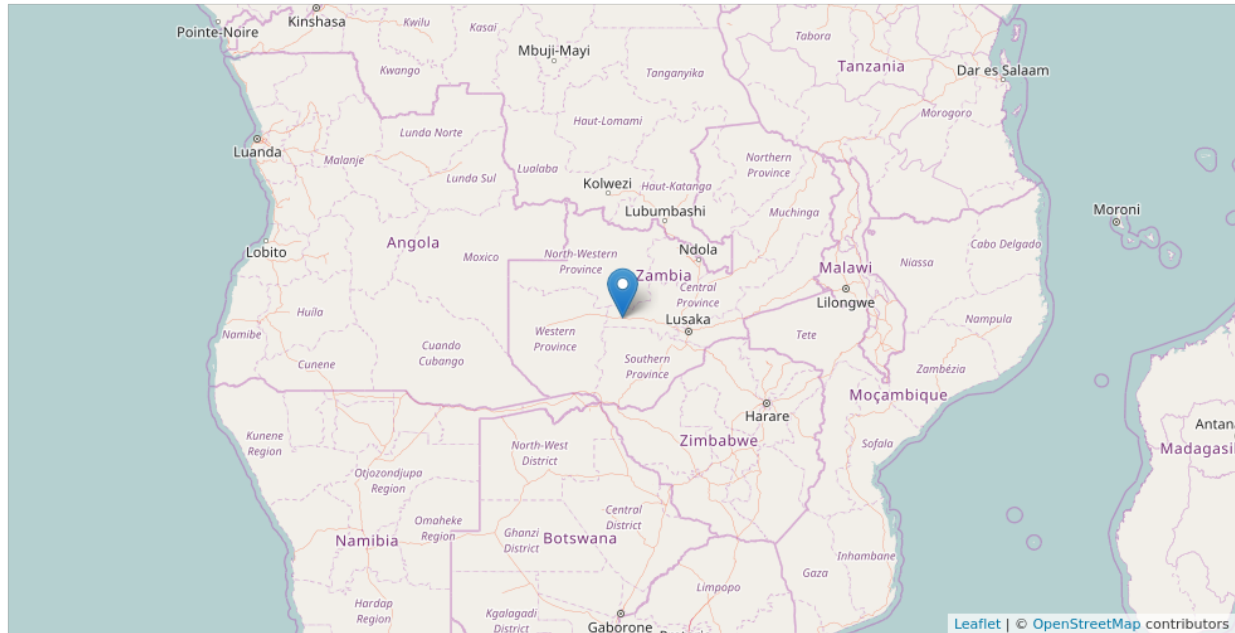 Kinshasa
Pointe-Noire
Kwilu
Kasaï
Mbuji-Mayi
Tabora
Tanzania
Dar es Salaam
Kwango
Tanganyika
Morogoro
Haut-Lomami
Luanda
Lunda Norte
Malanje
Lunda Sul
Lualaba
Northern
Province
Kolwezi
Haut-Katanga
Lubumbashi
Muchinga
Moroni
Lobito
Angola
Moxico
North-Western
Province
Ndola
Zambia
Central
Province
Malawi
Lilongwe
Niassa
Cabo Delgado
Huíla
Namibe
Cunene
Cuando
Cubango
Western
Province
Lusaka
Southern
Province
Tete
Nampula
Zambézia
Moçambique
Harare
Zimbabwe
Sofala
Antana
Madagasi
Kunene
Region
North-West
District
Otjozondjupa
Region
Omaheke
Region
Namibia
Ghanzi
District
Botswana
Central
District
Inhambane
Gaza
Limpopo
Hardap
Region
Kgalagadi
District
Gaborone
Leaflet | © OpenStreetMap contributors